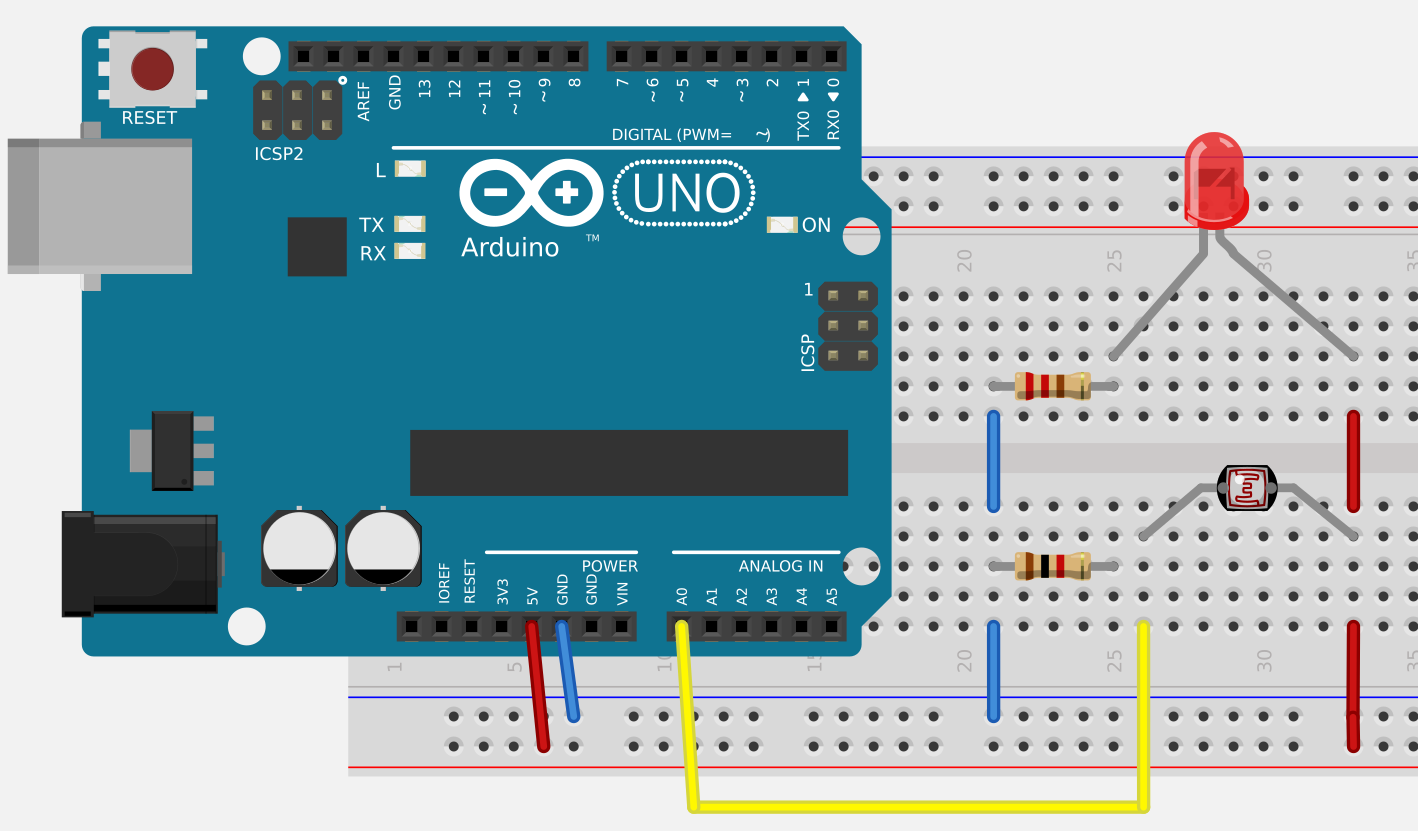 RESET
ICSP2
AREF
GND
13
12
~ 11
~ 10
~ 9
8
7
~ 6
~ 5
4
~ 3
2
TX0 ▶ 1
RX0 ◀ 0
DIGITAL (PWM= ~)
L
TX
RX
UNO
Arduino
TM
ON
1
ICSP
20
25
30
35
POWER
ANALOG IN
IOREF
RESET
3V3
5V
GND
GND
VIN
A0
A1
A2
A3
A4
A5
1
5
10
15
20
25
30
35